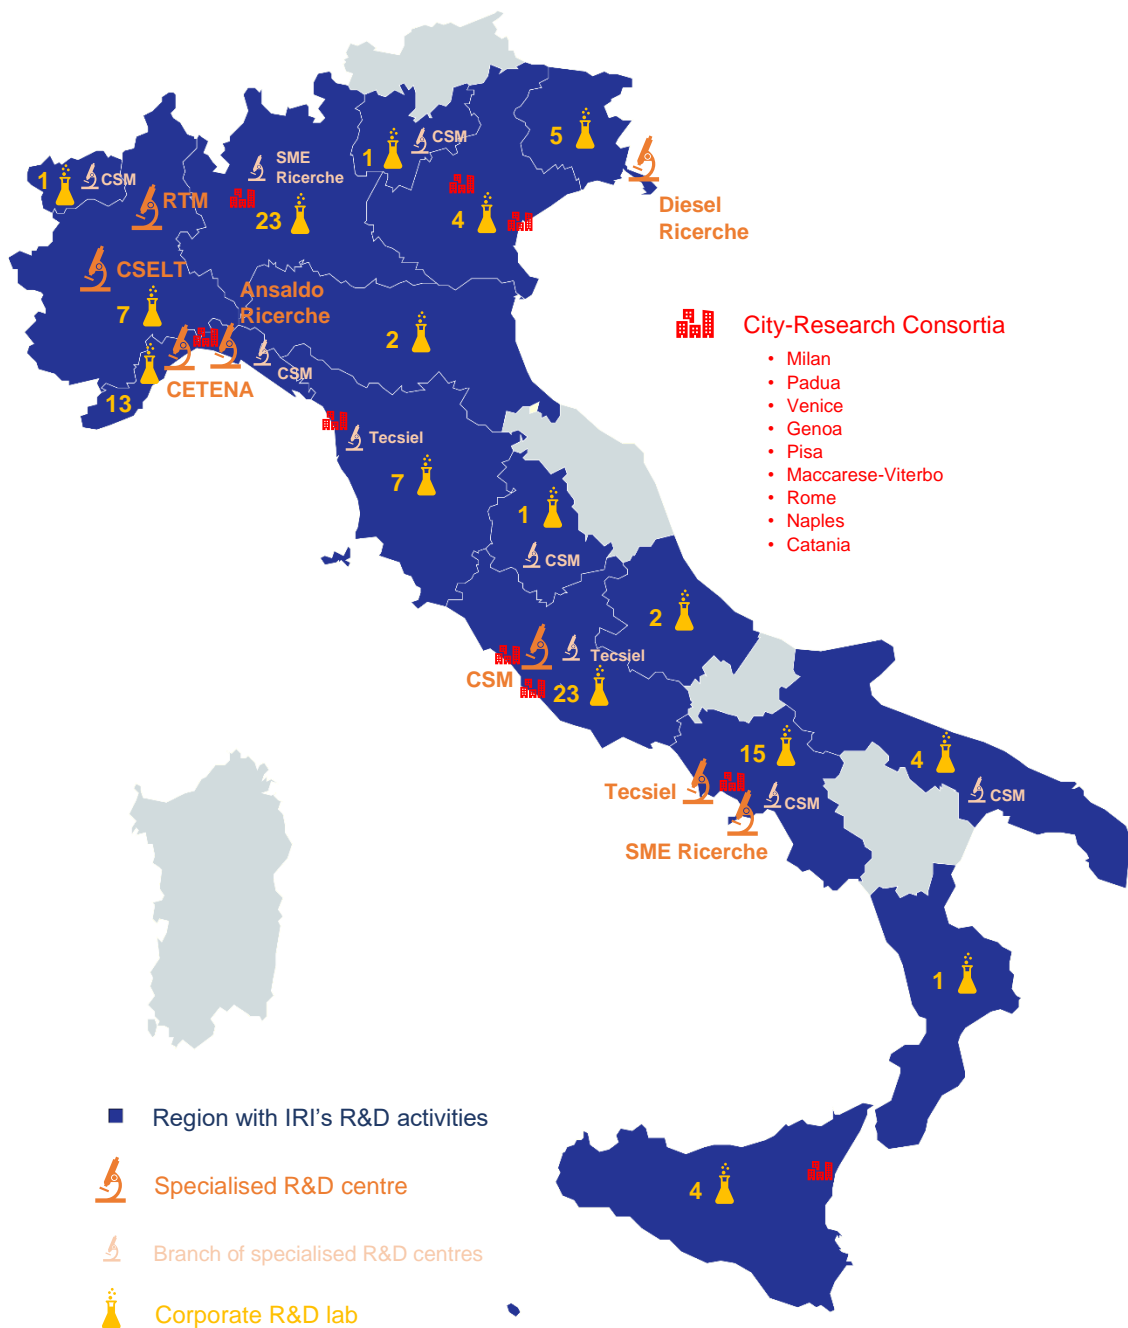 5
CSM
1
SME
Ricerche
1
CSM
RTM
23
4
Diesel
Ricerche
CSELT
Ansaldo
Ricerche
7
2
City-Research Consortia
• Milan
• Padua
• Venice
• Genoa
• Pisa
• Maccarese-Viterbo
• Rome
• Naples
• Catania
CSM
CETENA
13
Tecsiel
7
1
CSM
2
Tecsiel
CSM
23
15
4
Tecsiel
CSM
CSM
SME Ricerche
1
4
Region with IRI's R&D activities
Specialised R&D centre
Branch of specialised R&D centres
Corporate R&D lab